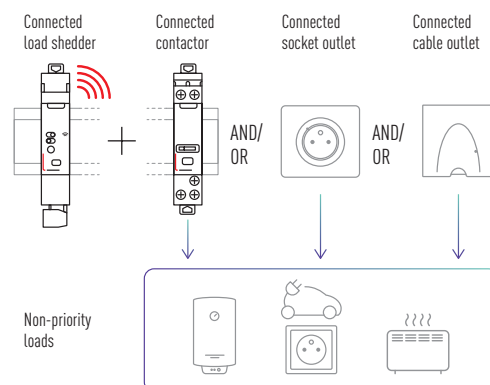 Connected
load shedder
Connected
contactor
Connected
socket outlet
Connected
cable outlet
AND/
OR
AND/
OR
Non-priority
loads